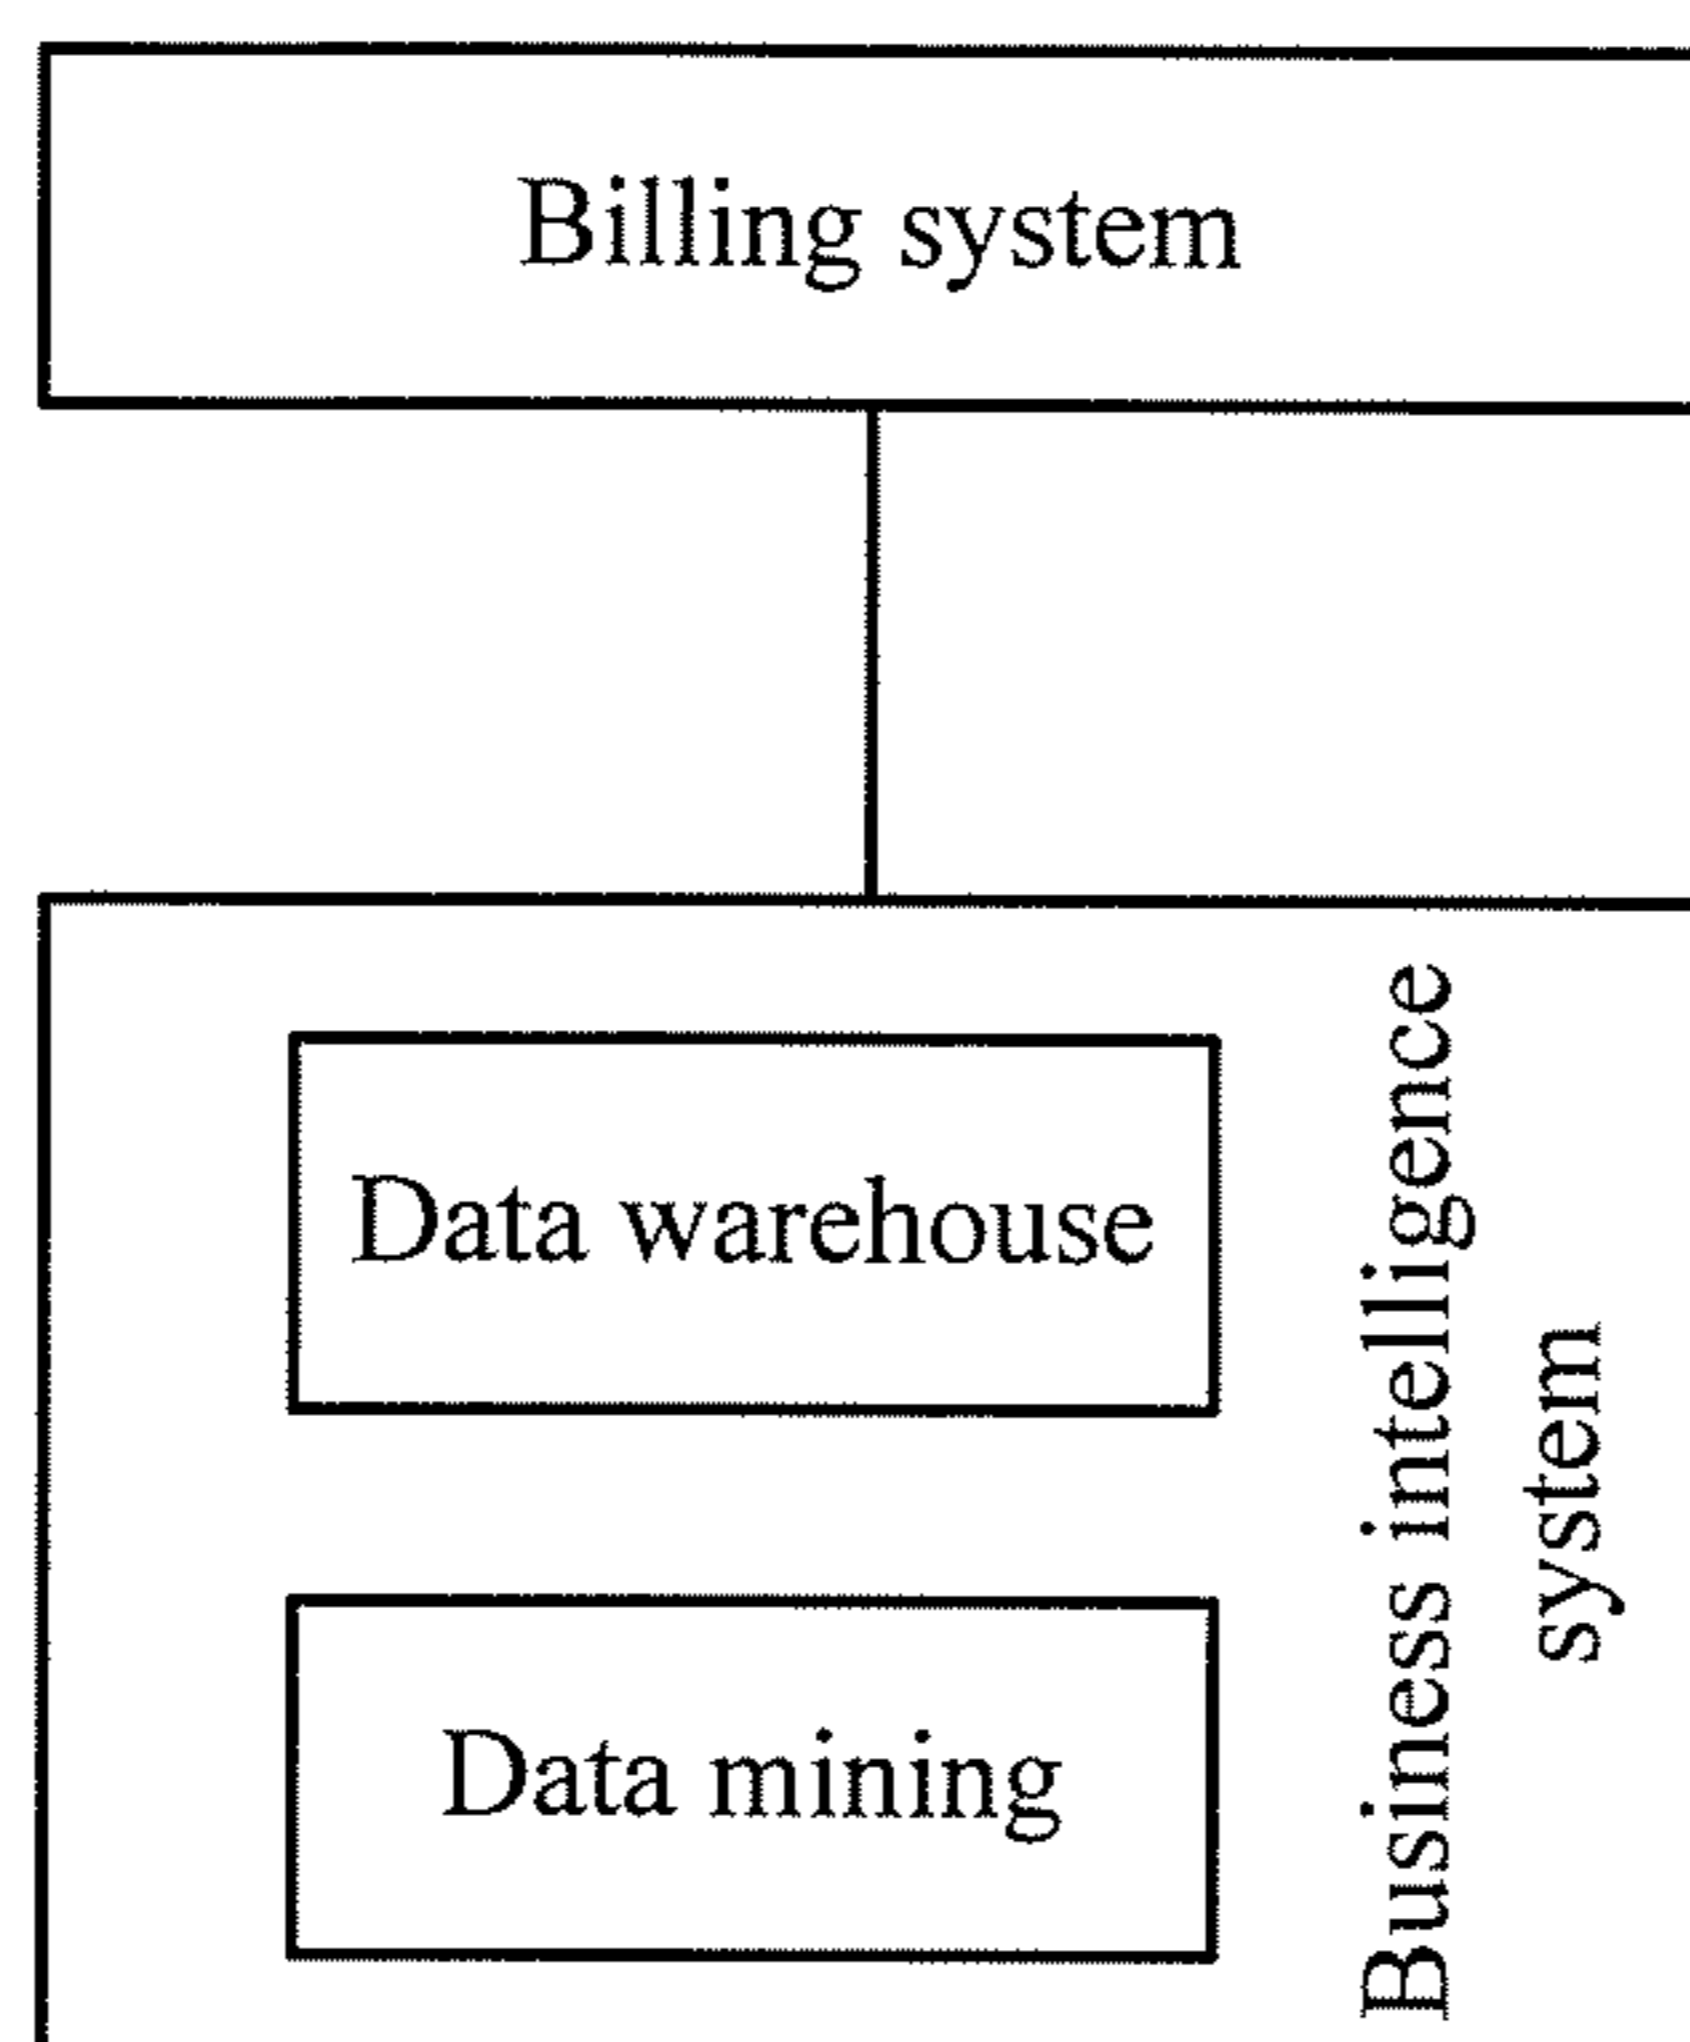 Billing system
Data warehouse
Data mining
Business intelligence
system